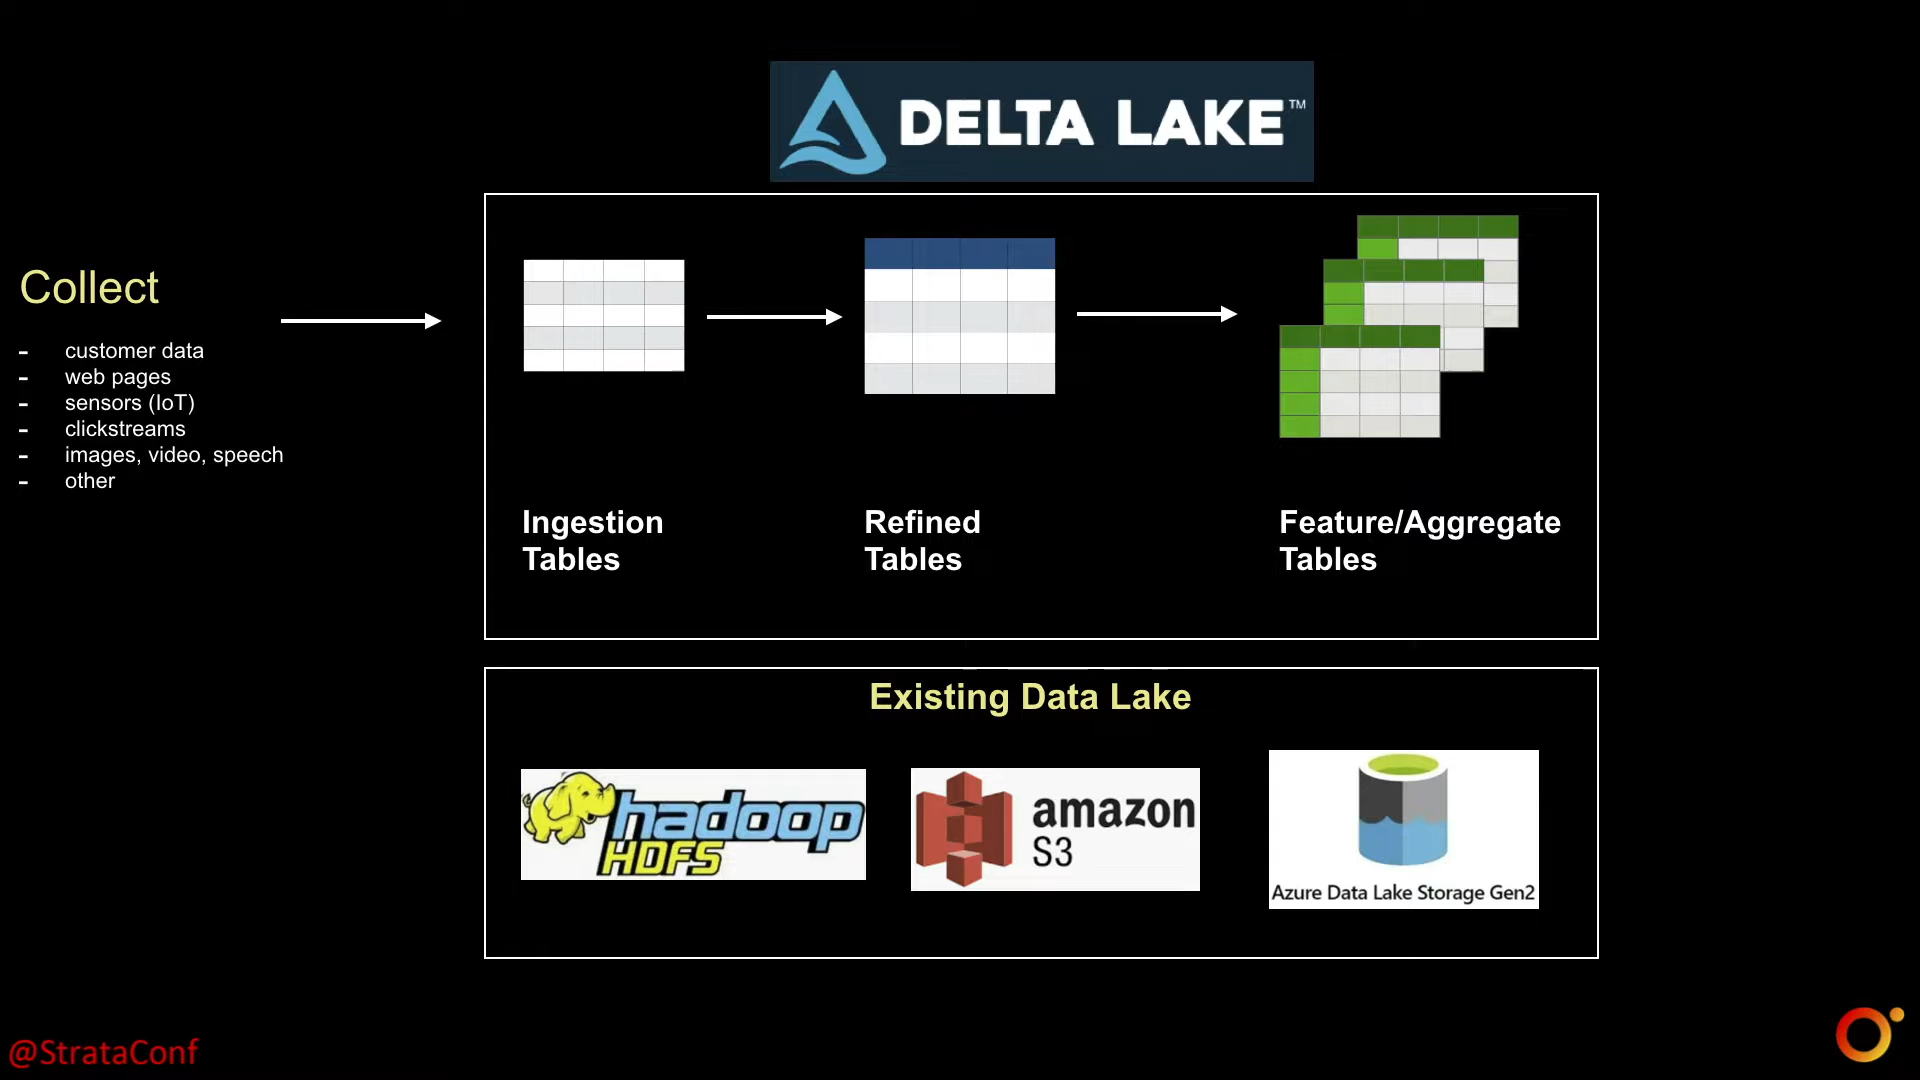 DELTA LAKE™
Collect
- customer data
- web pages
- sensors (IoT)
- clickstreams
- images, video, speech
- other
Ingestion
Tables
Refined
Tables
Feature/Aggregate
Tables
Existing Data Lake
hadoop
HDFS
amazon
S3
Azure Data Lake Storage Gen2
@StrataConf